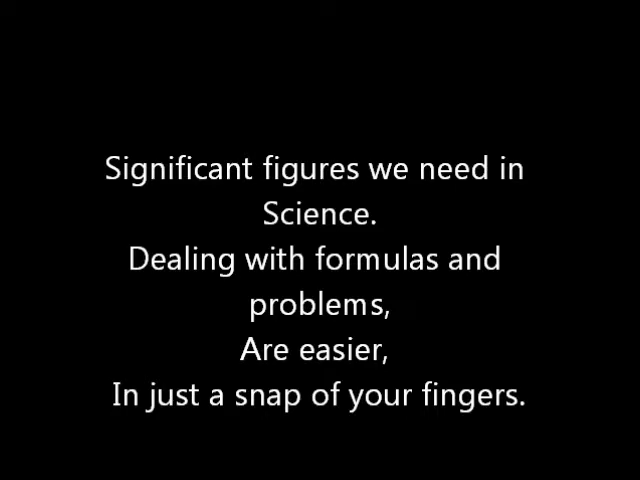 Significant figures we need in
Science.
Dealing with formulas and
problems,
Are easier,
In just a snap of your fingers.